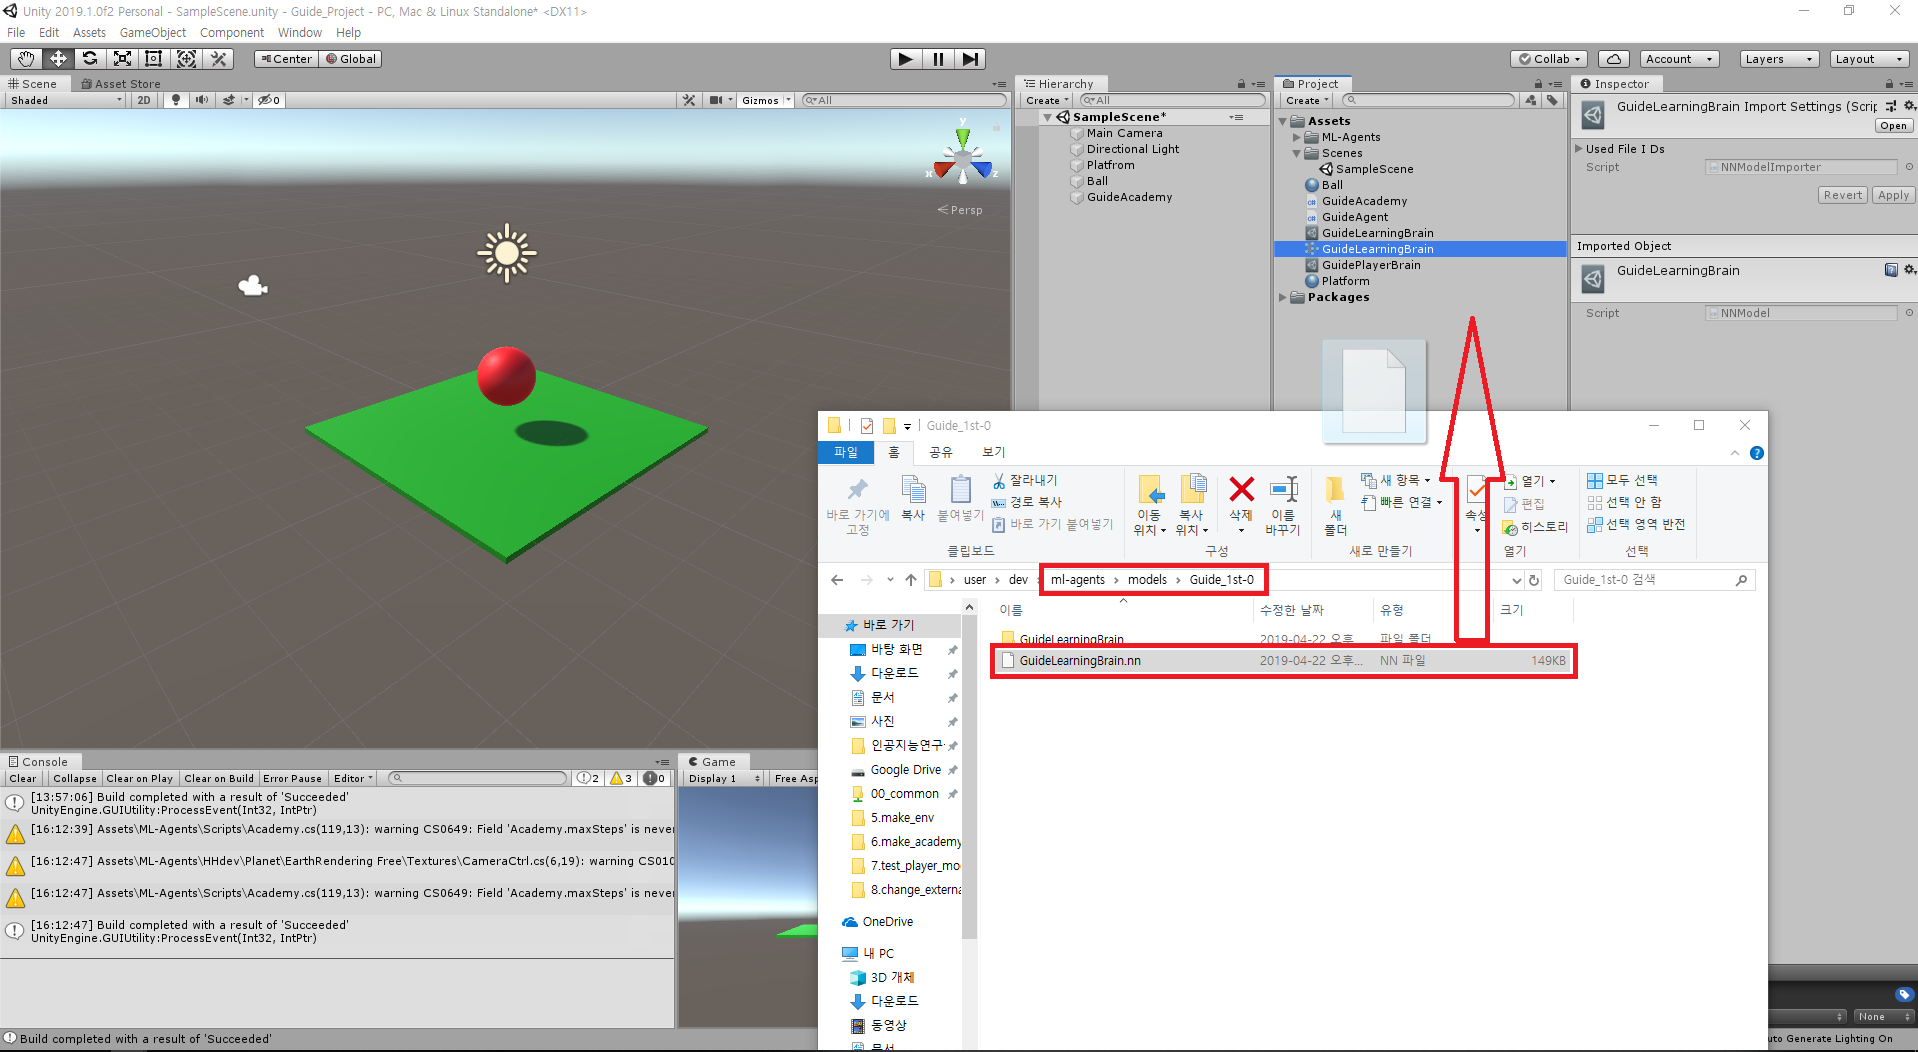 Unity 2019.1.0f2 Personal - SampleScene.unity - Guide_Project - PC, Mac & Linux Standalone* <DX11>
File Edit Assets GameObject Component Window Help
Center Global
Collab Account Layers Layout
Scene Asset Store
Shaded 2D 0 Gizmos All
y
x
z
Persp
Hierarchy
Create All
SampleScene*
Main Camera
Directional Light
Platfrom
Ball
GuideAcademy
Project
Create
Assets
ML-Agents
Scenes
SampleScene
Ball
GuideAcademy
GuideAgent
GuideLearningBrain
GuideLearningBrain
GuidePlayerBrain
Platform
Packages
Inspector
GuideLearningBrain Import Settings (Scrip
Open
Used File I Ds
Script NNModelImporter
Revert Apply
Imported Object
GuideLearningBrain
Script NNModel
Guide_1st-0
파일 홈 공유 보기
바로 가기에 고정
복사
붙여넣기
잘라내기
경로 복사
바로 가기 붙여넣기
클립보드
이동 위치
복사 위치
삭제
이름 바꾸기
구성
새 폴더
새 항목
빠른 연결
새로 만들기
속성
열기
편집
히스토리
열기
모두 선택
선택 안 함
선택 영역 반전
선택
user dev ml-agents models Guide_1st-0
Guide_1st-0 검색
이름 수정한 날짜 유형 크기
GuideLearningBrain 2019-04-22 오후... 파일 폴더
GuideLearningBrain.nn 2019-04-22 오후... NN 파일 149KB
바로 가기
바탕 화면
다운로드
문서
사진
인공지능연구
Google Drive
00_common
5.make_env
6.make_academy
7.test_player_mo
8.change_externa
OneDrive
내 PC
3D 개체
다운로드
동영상
문서
Console
Clear Collapse Clear on Play Clear on Build Error Pause Editor 2 3 0
[13:57:06] Build completed with a result of 'Succeeded'
UnityEngine.GUIUtility:ProcessEvent(Int32, IntPtr)
[16:12:39] Assets\ML-Agents\Scripts\Academy.cs(119,13): warning CS0649: Field 'Academy.maxSteps' is never
[16:12:47] Assets\ML-Agents\HHdev\Planet\EarthRendering Free\Textures\CameraCtrl.cs(6,19): warning CS010
[16:12:47] Assets\ML-Agents\Scripts\Academy.cs(119,13): warning CS0649: Field 'Academy.maxSteps' is never
[16:12:47] Build completed with a result of 'Succeeded'
UnityEngine.GUIUtility:ProcessEvent(Int32, IntPtr)
Game
Display 1 Free Asp
None
uto Generate Lighting On
Build completed with a result of 'Succeeded'